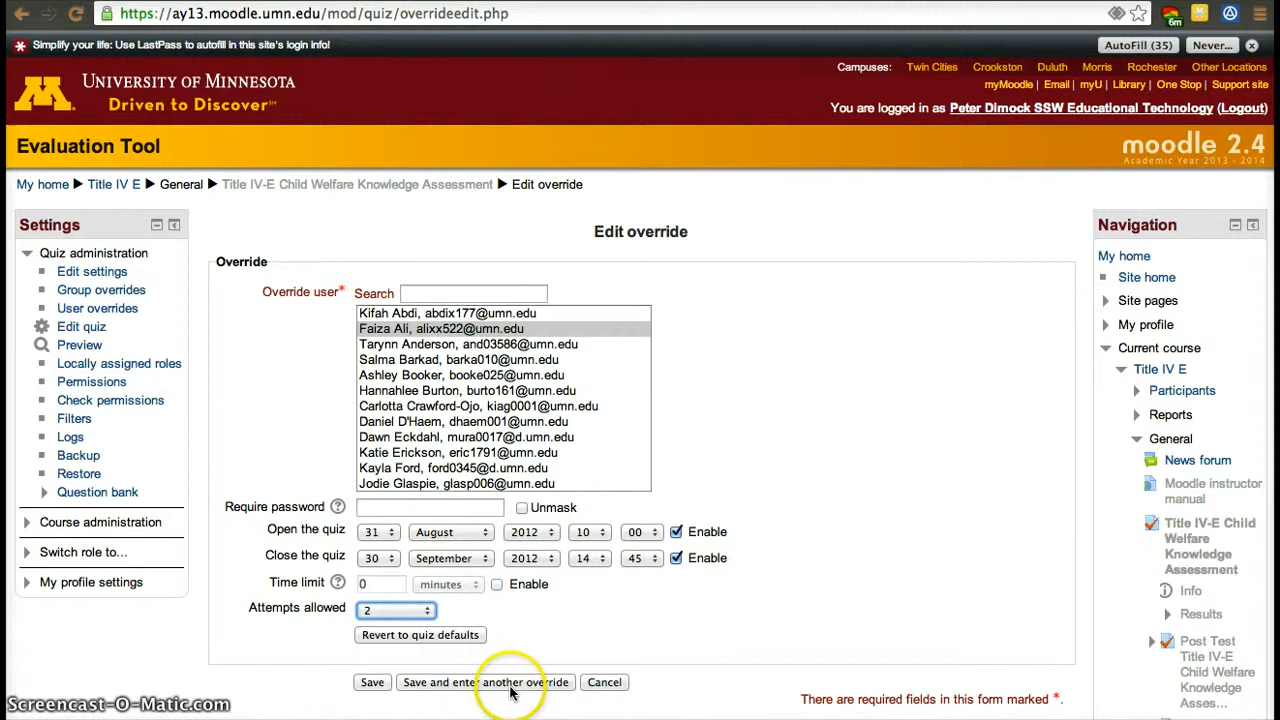 https://ay13.moodle.umn.edu/mod/quiz/overrideedit.php
6m
Simplify your life: Use LastPass to autofill in this site's login info!
AutoFill (35)
Never...
Campuses: Twin Cities Crookston Duluth Morris Rochester Other Locations
UNIVERSITY OF MINNESOTA
Driven to Discover℠
myMoodle | Email | myU | Library | One Stop | Support site
You are logged in as Peter Dimock SSW Educational Technology (Logout)
Evaluation Tool
moodle 2.4
Academic Year 2013 - 2014
My home ▶ Title IV E ▶ General ▶ Title IV-E Child Welfare Knowledge Assessment ▶ Edit override
Settings
Quiz administration
Edit settings
Group overrides
User overrides
Edit quiz
Preview
Locally assigned roles
Permissions
Check permissions
Filters
Logs
Backup
Restore
Question bank
Course administration
Switch role to...
My profile settings
Edit override
Override
Override user*
Search
Kifah Abdi, abdix177@umn.edu
Faiza Ali, alixx522@umn.edu
Tarynn Anderson, and03586@umn.edu
Salma Barkad, barka010@umn.edu
Ashley Booker, booke025@umn.edu
Hannahlee Burton, burto161@umn.edu
Carlotta Crawford-Ojo, kiag0001@umn.edu
Daniel D'Haem, dhaem001@umn.edu
Dawn Eckdahl, mura0017@d.umn.edu
Katie Erickson, eric1791@umn.edu
Kayla Ford, ford0345@d.umn.edu
Jodie Glaspie, glasp006@umn.edu
Require password
Unmask
Open the quiz 31 August 2012 10 00 Enable
Close the quiz 30 September 2012 14 45 Enable
Time limit 0 minutes Enable
Attempts allowed 2
Revert to quiz defaults
Save
Save and enter another override
Cancel
There are required fields in this form marked *.
Navigation
My home
Site home
Site pages
My profile
Current course
Title IV E
Participants
Reports
General
News forum
Moodle instructor
manual
Title IV-E Child
Welfare
Knowledge
Assessment
Info
Results
Post Test
Title IV-E
Child Welfare
Knowledge
Asses...
Screencast-O-Matic.com